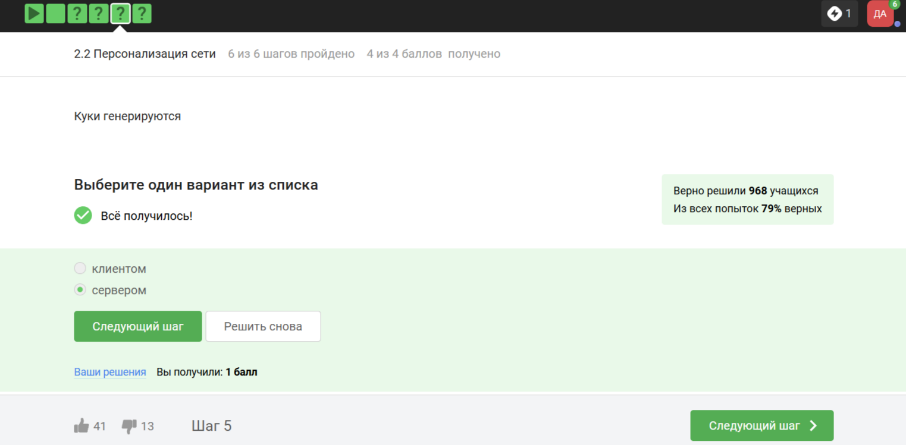 ? ? ? ?
1
ДА
6
2.2 Персонализация сети 6 из 6 шагов пройдено 4 из 4 баллов получено
Куки генерируются
Выберите один вариант из списка
Всё получилось!
Верно решили 968 учащихся
Из всех попыток 79% верных
клиентом
сервером
Следующий шаг Решить снова
Ваши решения Вы получили: 1 балл
41 13 Шаг 5 Следующий шаг